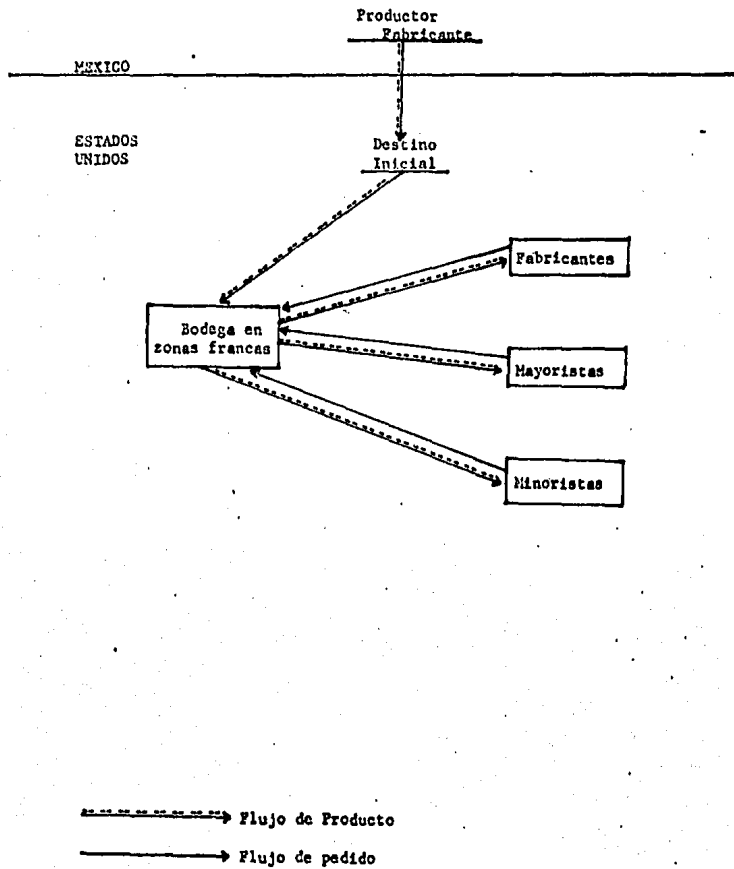 Productor
Fabricante
MEXICO
ESTADOS
UNIDOS
Destino
Inicial
Fabricantes
Bodega en
zonas francas
Mayoristas
Minoristas
Flujo de Producto
Flujo de pedido